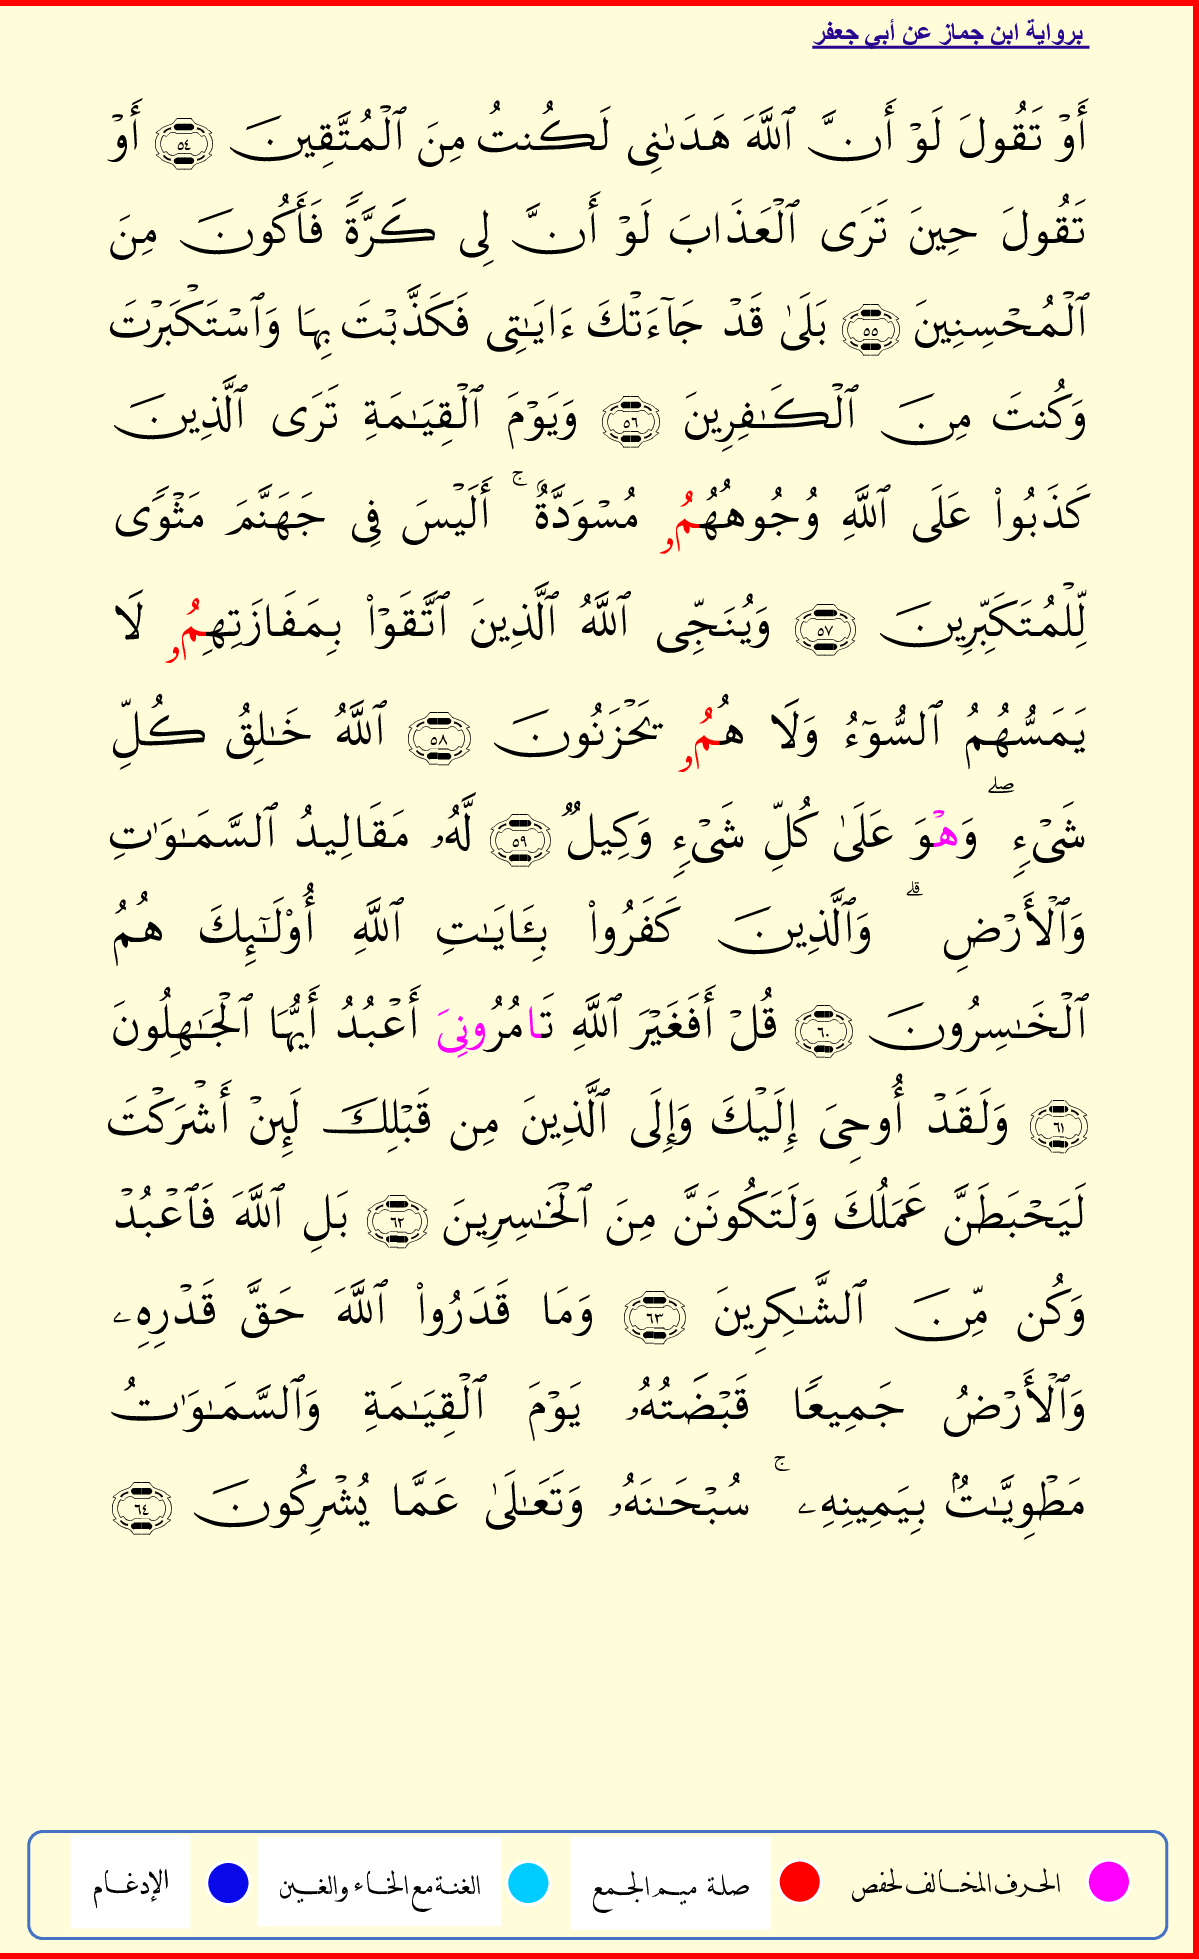 برواية ابن جماز عن أبي جعفر
أَوۡ تَقُولَ لَوۡ أَنَّ ٱللَّهَ هَدَىٰنِى لَكُنتُ مِنَ ٱلۡمُتَّقِينَ ٥٤ أَوۡ
تَقُولَ حِينَ تَرَى ٱلۡعَذَابَ لَوۡ أَنَّ لِى كَرَّةً فَأَكُونَ مِنَ
ٱلۡمُحۡسِنِينَ ٥٥ بَلَىٰ قَدۡ جَآءَتۡكَ ءَايَـٰتِى فَكَذَّبۡتَ بِهَا وَٱسۡتَكۡبَرۡتَ
وَكُنتَ مِنَ ٱلۡكَـٰفِرِينَ ٥٦ وَيَوۡمَ ٱلۡقِيَـٰمَةِ تَرَى ٱلَّذِينَ
كَذَبُواْ عَلَى ٱللَّهِ وُجُوهُهُمُۥ مُسۡوَدَّةٌۚ أَلَيۡسَ فِى جَهَنَّمَ مَثۡوًى
لِّلۡمُتَكَبِّرِينَ ٥٧ وَيُنَجِّى ٱللَّهُ ٱلَّذِينَ ٱتَّقَوۡاْ بِمَفَازَتِهِمُۥ لَا
يَمَسُّهُمُ ٱلسُّوٓءُ وَلَا هُمُۥ يَحۡزَنُونَ ٥٨ ٱللَّهُ خَـٰلِقُ كُلِّ
شَىۡءٍۖ وَهۡوَ عَلَىٰ كُلِّ شَىۡءٍ وَكِيلٌ ٥٩ لَّهُۥ مَقَالِيدُ ٱلسَّمَـٰوَٰتِ
وَٱلۡأَرۡضِۗ وَٱلَّذِينَ كَفَرُواْ بِـَٔايَـٰتِ ٱللَّهِ أُوْلَـٰٓئِكَ هُمُ
ٱلۡخَـٰسِرُونَ ٦٠ قُلۡ أَفَغَيۡرَ ٱللَّهِ تَامُرُونِىَ أَعۡبُدُ أَيُّهَا ٱلۡجَـٰهِلُونَ
٦١ وَلَقَدۡ أُوحِىَ إِلَيۡكَ وَإِلَى ٱلَّذِينَ مِن قَبۡلِكَ لَئِنۡ أَشۡرَكۡتَ
لَيَحۡبَطَنَّ عَمَلُكَ وَلَتَكُونَنَّ مِنَ ٱلۡخَـٰسِرِينَ ٦٢ بَلِ ٱللَّهَ فَٱعۡبُدۡ
وَكُن مِّنَ ٱلشَّـٰكِرِينَ ٦٣ وَمَا قَدَرُواْ ٱللَّهَ حَقَّ قَدۡرِهِۦ
وَٱلۡأَرۡضُ جَمِيعًا قَبۡضَتُهُۥ يَوۡمَ ٱلۡقِيَـٰمَةِ وَٱلسَّمَـٰوَٰتُ
مَطۡوِيَّـٰتُۢ بِيَمِينِهِۦۚ سُبۡحَـٰنَهُۥ وَتَعَـٰلَىٰ عَمَّا يُشۡرِكُونَ ٦٤
الحرف المخالف لحفص صلة ميم الجمع الغنة مع الخاء والغين الإدغام